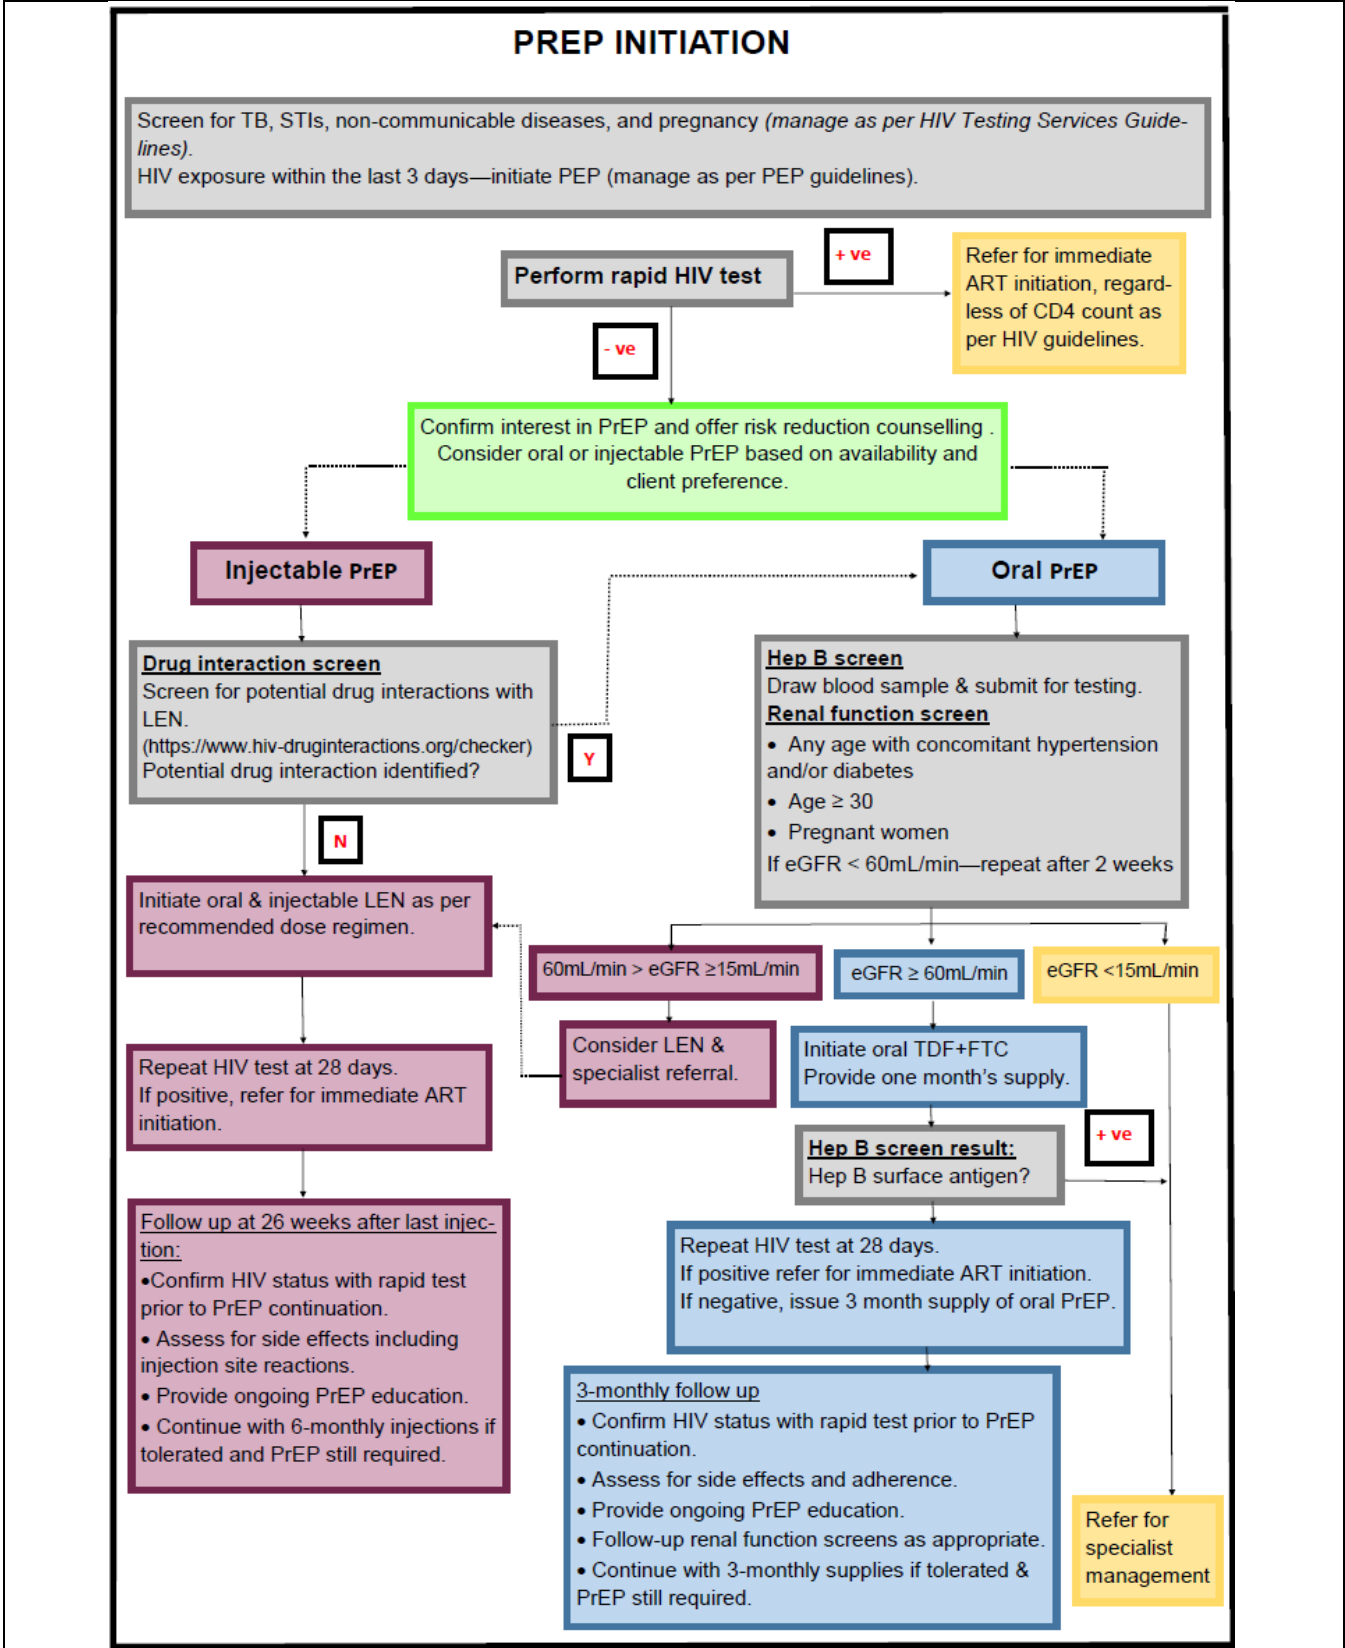 PREP INITIATION
Screen for TB, STIs, non-communicable diseases, and pregnancy (manage as per HIV Testing Services Guide-
lines).
HIV exposure within the last 3 days—initiate PEP (manage as per PEP guidelines).
Perform rapid HIV test
+ ve
Refer for immediate
ART initiation, regard-
less of CD4 count as
per HIV guidelines.
- ve
Confirm interest in PrEP and offer risk reduction counselling .
Consider oral or injectable PrEP based on availability and
client preference.
Injectable PrEP
Oral PrEP
Drug interaction screen
Screen for potential drug interactions with
LEN.
(https://www.hiv-druginteractions.org/checker)
Potential drug interaction identified?
Y
N
Hep B screen
Draw blood sample & submit for testing.
Renal function screen
• Any age with concomitant hypertension
and/or diabetes
• Age ≥ 30
• Pregnant women
If eGFR < 60mL/min—repeat after 2 weeks
Initiate oral & injectable LEN as per
recommended dose regimen.
60mL/min > eGFR ≥15mL/min
eGFR ≥ 60mL/min
eGFR <15mL/min
Consider LEN &
specialist referral.
Initiate oral TDF+FTC
Provide one month's supply.
Repeat HIV test at 28 days.
If positive, refer for immediate ART
initiation.
Hep B screen result:
Hep B surface antigen?
+ ve
Follow up at 26 weeks after last injec-
tion:
•Confirm HIV status with rapid test
prior to PrEP continuation.
• Assess for side effects including
injection site reactions.
• Provide ongoing PrEP education.
• Continue with 6-monthly injections if
tolerated and PrEP still required.
Repeat HIV test at 28 days.
If positive refer for immediate ART initiation.
If negative, issue 3 month supply of oral PrEP.
3-monthly follow up
• Confirm HIV status with rapid test prior to PrEP
continuation.
• Assess for side effects and adherence.
• Provide ongoing PrEP education.
• Follow-up renal function screens as appropriate.
• Continue with 3-monthly supplies if tolerated &
PrEP still required.
Refer for
specialist
management